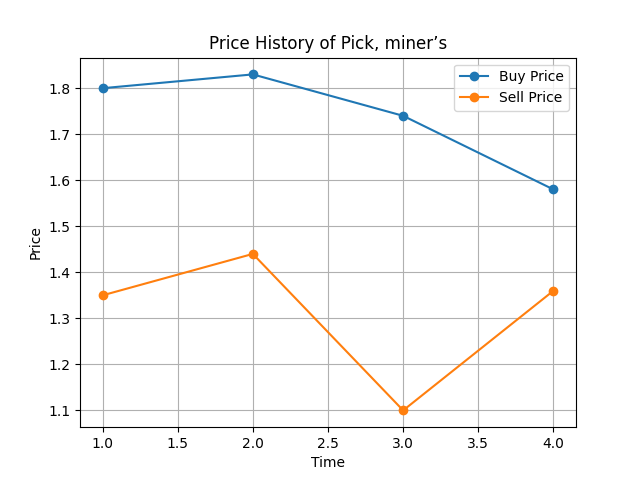 Price History of Pick, miner’s
Buy Price
Sell Price
1.8
1.7
1.6
1.5
1.4
1.3
1.2
1.1
Price
1.0 1.5 2.0 2.5 3.0 3.5 4.0
Time